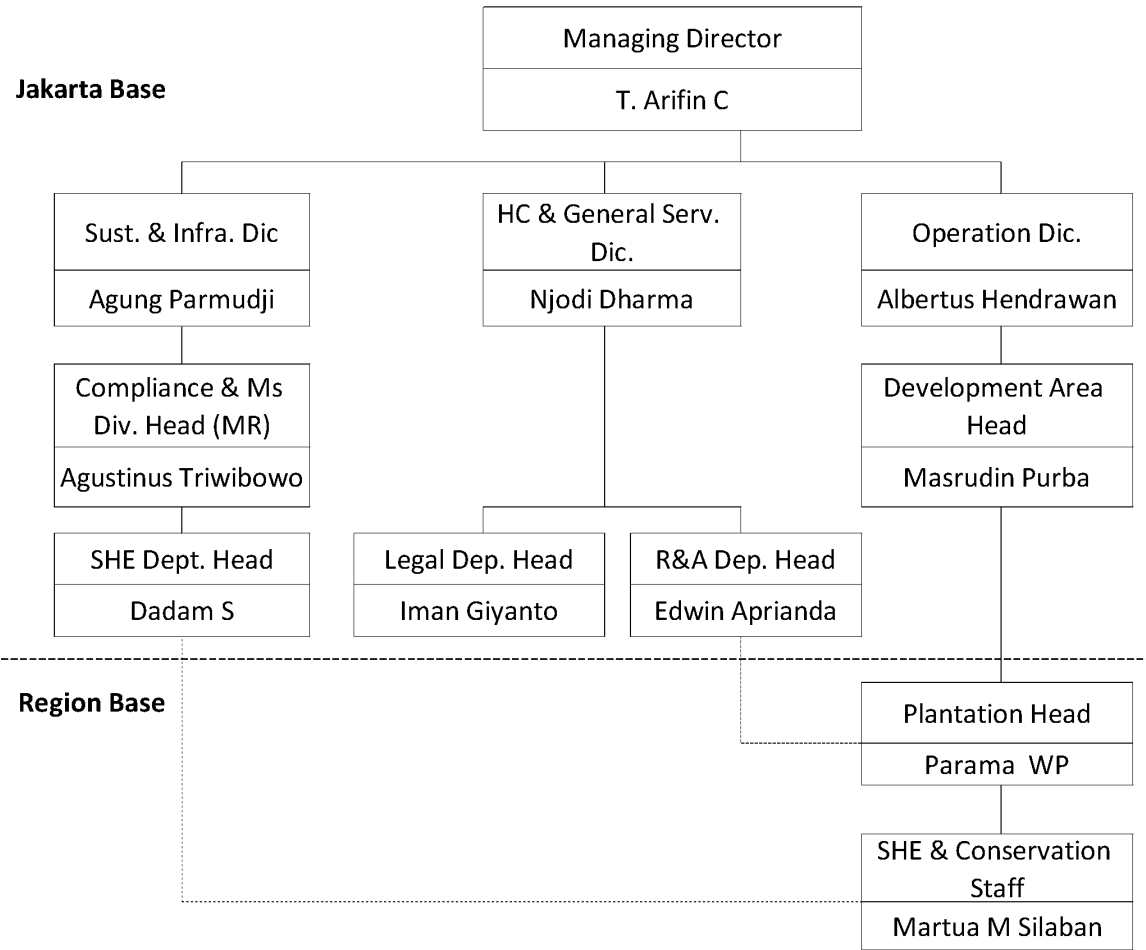 Managing Director
Jakarta Base
T. Arifin C
Sust. & Infra. Dic
HC & General Serv.
Dic.
Operation Dic.
Agung Parmudji
Njodi Dharma
Albertus Hendrawan
Compliance & Ms
Div. Head (MR)
Development Area
Head
Agustinus Triwibowo
Masrudin Purba
SHE Dept. Head
Legal Dep. Head
R&A Dep. Head
Dadam S
Iman Giyanto
Edwin Aprianda
Region Base
Plantation Head
Parama WP
SHE & Conservation
Staff
Martua M Silaban